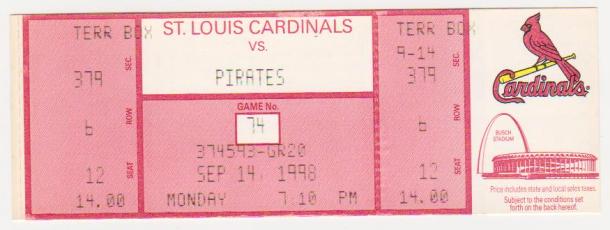 TERR BOX
379 SEC.
6 ROW
12 SEAT
14.00
ST. LOUIS CARDINALS
VS.
PIRATES
GAME No.
74
374593-GR20
SEP 14, 1998
MONDAY 7:10 PM
TERR BOX
9-14
379 SEC.
6 ROW
12 SEAT
14.00
Cardinals
BUSCH
STADIUM
Price includes state and local sales taxes.
Subject to the conditions set
forth on the back hereof.